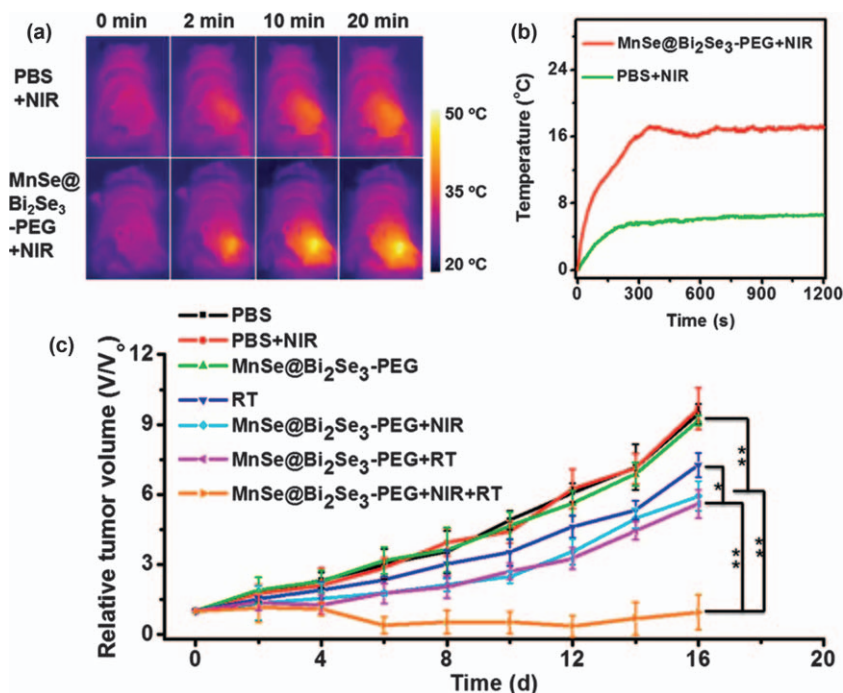 (a)
0 min 2 min 10 min 20 min
PBS
+NIR
MnSe@
Bi₂Se₃
-PEG
+NIR
50 °C
35 °C
20 °C
(b)
MnSe@Bi₂Se₃-PEG+NIR
PBS+NIR
Temperature (°C)
24
16
8
0
0 300 600 900 1200
Time (s)
(c)
PBS
PBS+NIR
MnSe@Bi₂Se₃-PEG
RT
MnSe@Bi₂Se₃-PEG+NIR
MnSe@Bi₂Se₃-PEG+RT
MnSe@Bi₂Se₃-PEG+NIR+RT
Relative tumor volume (V/V₀)
12
9
6
3
0
0 4 8 12 16 20
Time (d)
**
*
**
**